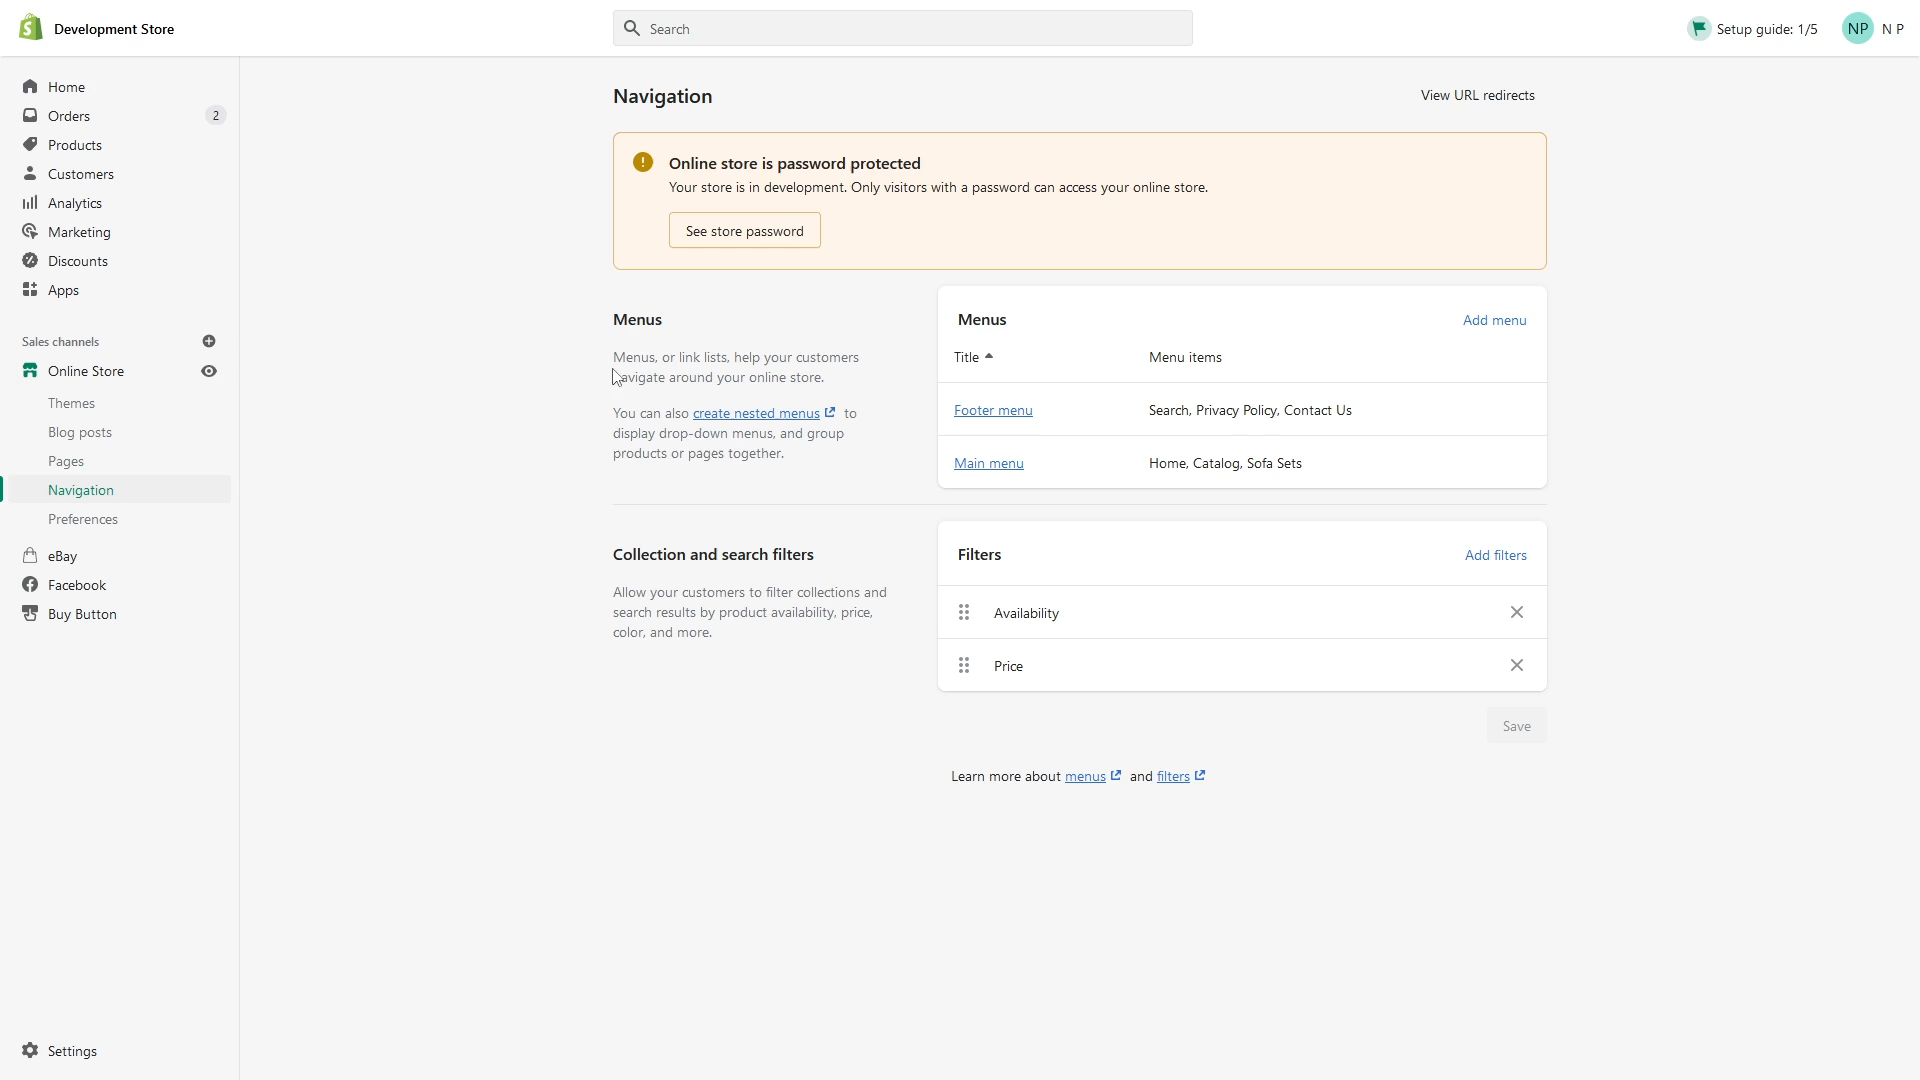 Development Store
Search
Setup guide: 1/5
NP
N P
Home
Orders
2
Products
Customers
Analytics
Marketing
Discounts
Apps
Sales channels
Online Store
Themes
Blog posts
Pages
Navigation
Preferences
eBay
Facebook
Buy Button
Settings
Navigation
View URL redirects
Online store is password protected
Your store is in development. Only visitors with a password can access your online store.
See store password
Menus
Menus, or link lists, help your customers
navigate around your online store.
You can also create nested menus to
display drop-down menus, and group
products or pages together.
Menus
Add menu
Title
Menu items
Footer menu
Search, Privacy Policy, Contact Us
Main menu
Home, Catalog, Sofa Sets
Collection and search filters
Allow your customers to filter collections and
search results by product availability, price,
color, and more.
Filters
Add filters
Availability
Price
Save
Learn more about menus and filters